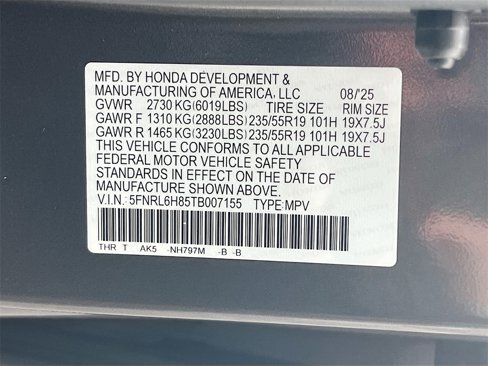 MFD. BY HONDA DEVELOPMENT &
MANUFACTURING OF AMERICA, LLC 08/25
GVWR 2730 KG (6019LBS) TIRE SIZE RIM SIZE
GAWR F 1310 KG (2888LBS) 235/55R19 101H 19X7.5J
GAWR R 1465 KG (3230LBS) 235/55R19 101H 19X7.5J
THIS VEHICLE CONFORMS TO ALL APPLICABLE
FEDERAL MOTOR VEHICLE SAFETY
STANDARDS IN EFFECT ON THE DATE OF
MANUFACTURE SHOWN ABOVE.
V.I.N.: 5FNRL6H85TB007155 TYPE:MPV
THR T AK5 -NH797M -B -B